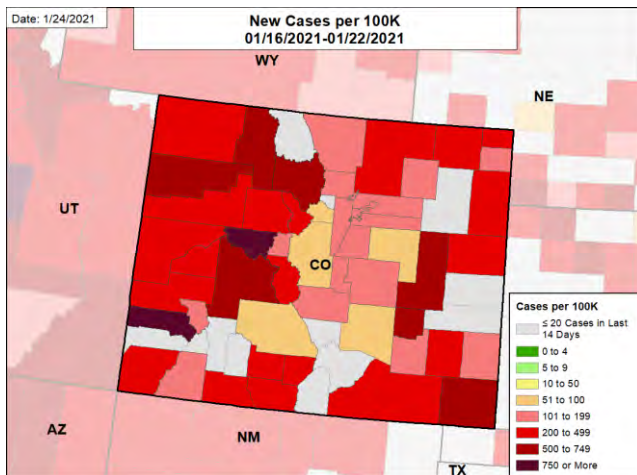 Date: 1/24/2021
New Cases per 100K
01/16/2021-01/22/2021
WY
NE
UT
CO
AZ
NM
TX
Cases per 100K
≤ 20 Cases in Last
14 Days
0 to 4
5 to 9
10 to 50
51 to 100
101 to 199
200 to 499
500 to 749
750 or More